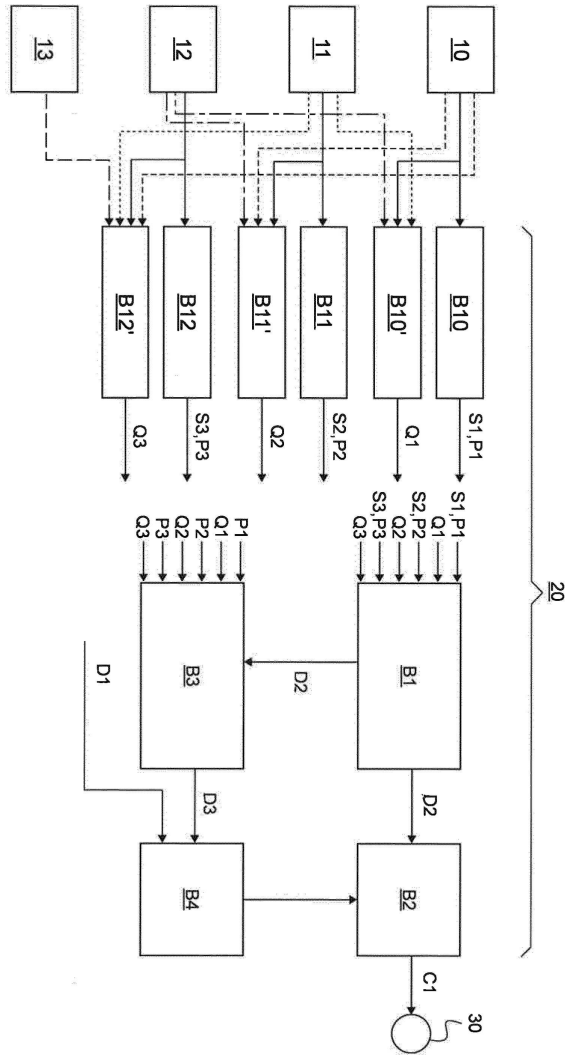 20
10
B10
S1,P1
B10'
Q1
11
B11
S2,P2
B11'
Q2
12
B12
S3,P3
B12'
Q3
13
S1,P1
Q1
S2,P2
Q2
S3,P3
Q3
B1
D2
B2
C1
30
D2
P1
Q1
P2
Q2
P3
Q3
B3
D3
B4
D1